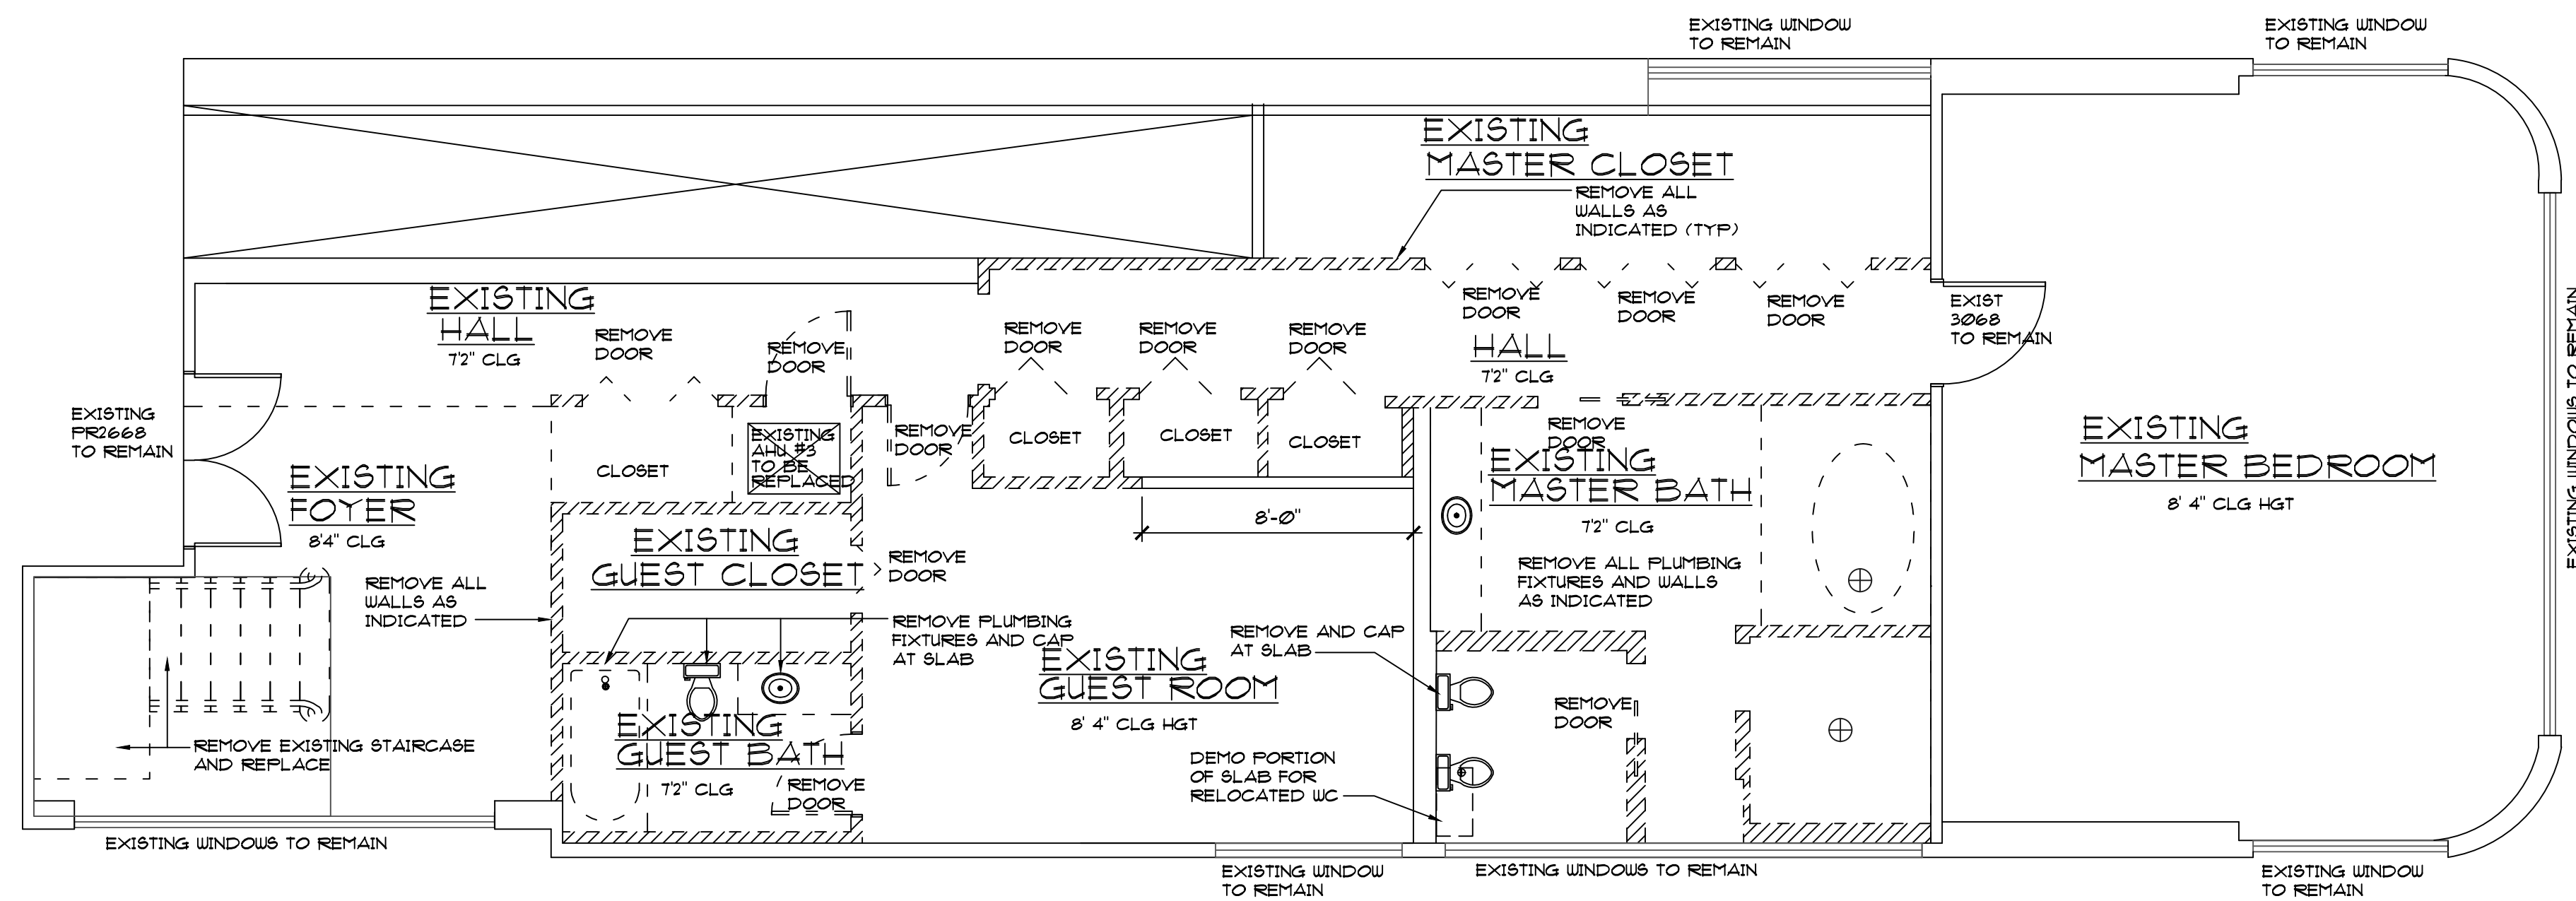 EXISTING WINDOW
TO REMAIN
EXISTING WINDOW
TO REMAIN
EXISTING
MASTER CLOSET
REMOVE ALL
WALLS AS
INDICATED (TYP)
EXISTING
HALL
7'2" CLG
REMOVE
DOOR
REMOVE
DOOR
REMOVE
DOOR
REMOVE
DOOR
REMOVE
DOOR
REMOVE
DOOR
REMOVE
DOOR
REMOVE
DOOR
HALL
7'2" CLG
EXIST
3068
TO REMAIN
EXISTING WINDOWS TO REMAIN
EXISTING
PR2668
TO REMAIN
EXISTING
FOYER
8'4" CLG
CLOSET
EXISTING
AHU #3
TO BE
REPLACED
REMOVE
DOOR
CLOSET
CLOSET
CLOSET
REMOVE
DOOR
EXISTING
MASTER BATH
7'2" CLG
REMOVE ALL PLUMBING
FIXTURES AND WALLS
AS INDICATED
EXISTING
MASTER BEDROOM
8' 4" CLG HGT
8'-0"
EXISTING
GUEST CLOSET
REMOVE
DOOR
REMOVE ALL
WALLS AS
INDICATED
REMOVE PLUMBING
FIXTURES AND CAP
AT SLAB
EXISTING
GUEST ROOM
8' 4" CLG HGT
REMOVE AND CAP
AT SLAB
REMOVE
DOOR
REMOVE EXISTING STAIRCASE
AND REPLACE
EXISTING
GUEST BATH
7'2" CLG
REMOVE
DOOR
DEMO PORTION
OF SLAB FOR
RELOCATED WC
EXISTING WINDOWS TO REMAIN
EXISTING WINDOW
TO REMAIN
EXISTING WINDOWS TO REMAIN
EXISTING WINDOW
TO REMAIN